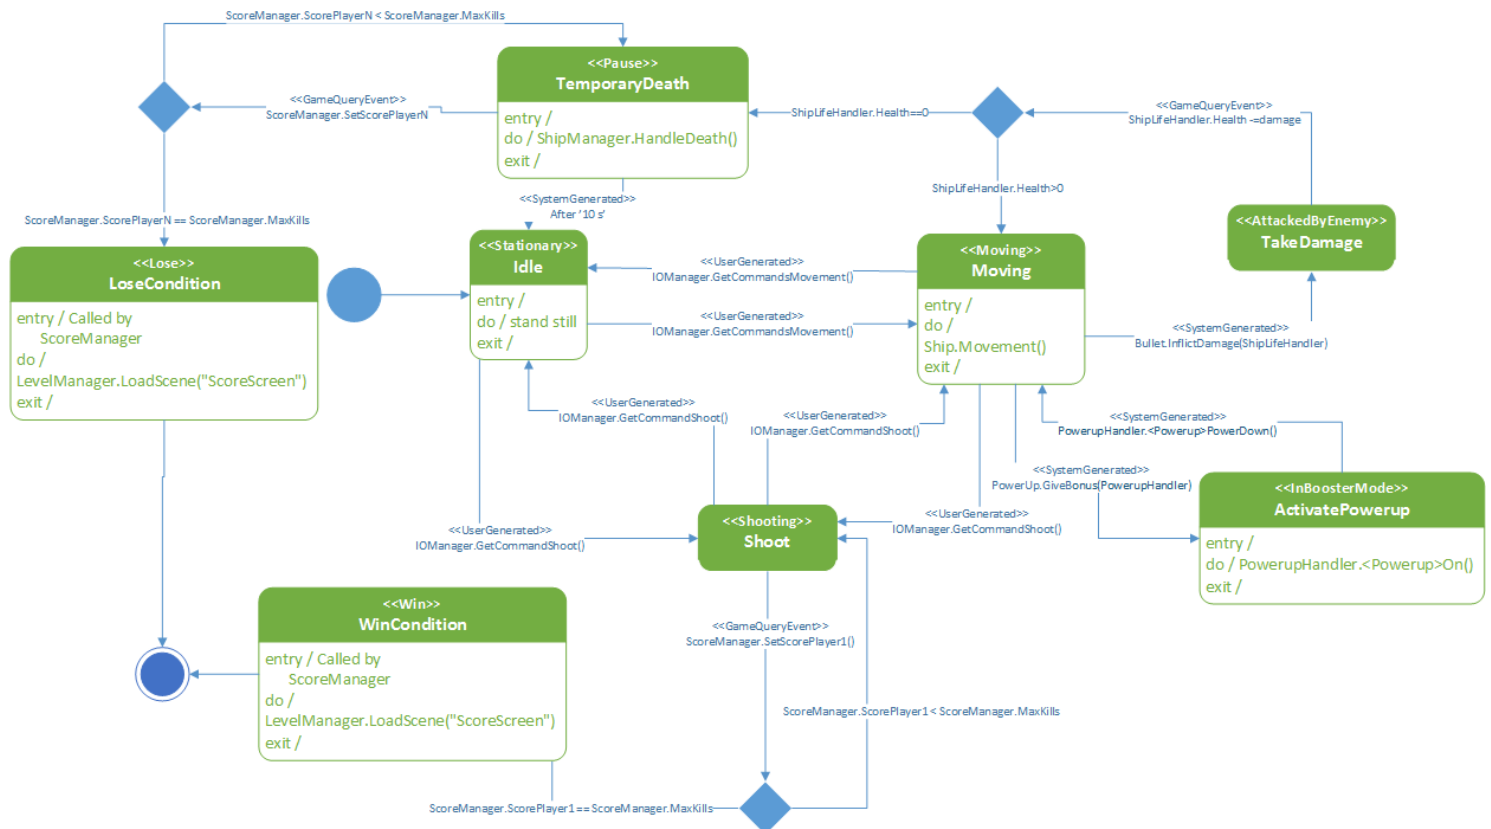 ScoreManager.ScorePlayerN < ScoreManager.MaxKills
<<Pause>>
TemporaryDeath
entry /
do / ShipManager.HandleDeath()
exit /
<<GameQueryEvent>>
ScoreManager.SetScorePlayerN
ShipLifeHandler.Health==0
<<GameQueryEvent>>
ShipLifeHandler.Health -=damage
ShipLifeHandler.Health>0
<<SystemGenerated>>
After '10 s'
ScoreManager.ScorePlayerN == ScoreManager.MaxKills
<<AttackedByEnemy>>
TakeDamage
<<Lose>>
LoseCondition
entry / Called by
ScoreManager
do /
LevelManager.LoadScene("ScoreScreen")
exit /
<<Stationary>>
Idle
entry /
do / stand still
exit /
<<UserGenerated>>
IOManager.GetCommandsMovement()
<<UserGenerated>>
IOManager.GetCommandsMovement()
<<Moving>>
Moving
entry /
do /
Ship.Movement()
exit /
<<SystemGenerated>>
Bullet.InflictDamage(ShipLifeHandler)
<<UserGenerated>>
IOManager.GetCommandShoot()
<<UserGenerated>>
IOManager.GetCommandShoot()
<<SystemGenerated>>
PowerupHandler.<Powerup>PowerDown()
<<SystemGenerated>>
PowerUp.GiveBonus(PowerupHandler)
<<InBoosterMode>>
ActivatePowerup
entry /
do / PowerupHandler.<Powerup>On()
exit /
<<UserGenerated>>
IOManager.GetCommandShoot()
<<Shooting>>
Shoot
<<UserGenerated>>
IOManager.GetCommandShoot()
<<Win>>
WinCondition
entry / Called by
ScoreManager
do /
LevelManager.LoadScene("ScoreScreen")
exit /
<<GameQueryEvent>>
ScoreManager.SetScorePlayer1()
ScoreManager.ScorePlayer1 < ScoreManager.MaxKills
ScoreManager.ScorePlayer1 == ScoreManager.MaxKills